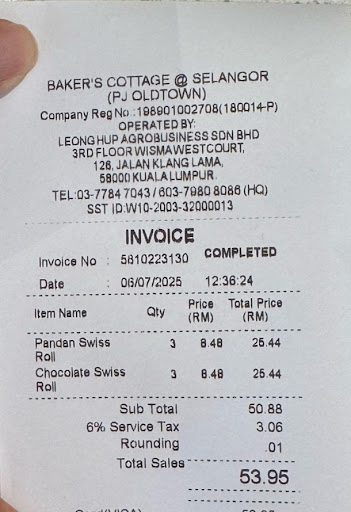 BAKER'S COTTAGE @ SELANGOR
(PJ OLDTOWN)
Company Reg No :198901002708(180014-P)
OPERATED BY:
LEONG HUP AGROBUSINESS SDN BHD
3RD FLOOR WISMA WESTCOURT,
126, JALAN KLANG LAMA,
58000 KUALA LUMPUR.
TEL:03-7784 7043 / 603-7980 8086 (HQ)
SST ID:W10-2003-32000013
INVOICE
Invoice No : 5810223130 COMPLETED
Date : 06/07/2025 12:36:24
Item Name Qty Price (RM) Total Price (RM)
Pandan Swiss Roll 3 8.48 25.44
Chocolate Swiss Roll 3 8.48 25.44
Sub Total 50.88
6% Service Tax 3.06
Rounding .01
Total Sales 53.95